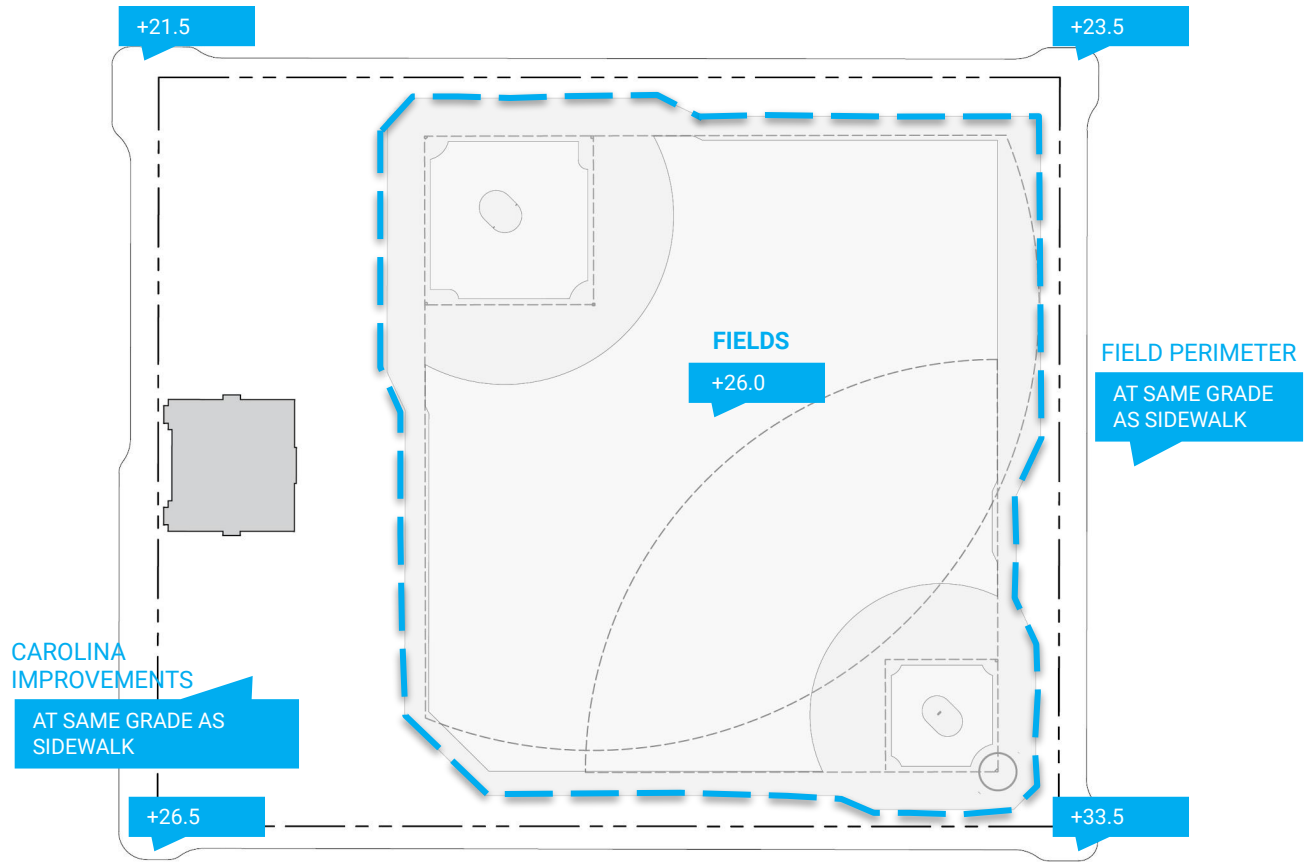 +21.5
+23.5
FIELDS
+26.0
FIELD PERIMETER
AT SAME GRADE
AS SIDEWALK
CAROLINA
IMPROVEMENTS
AT SAME GRADE AS
SIDEWALK
+26.5
+33.5